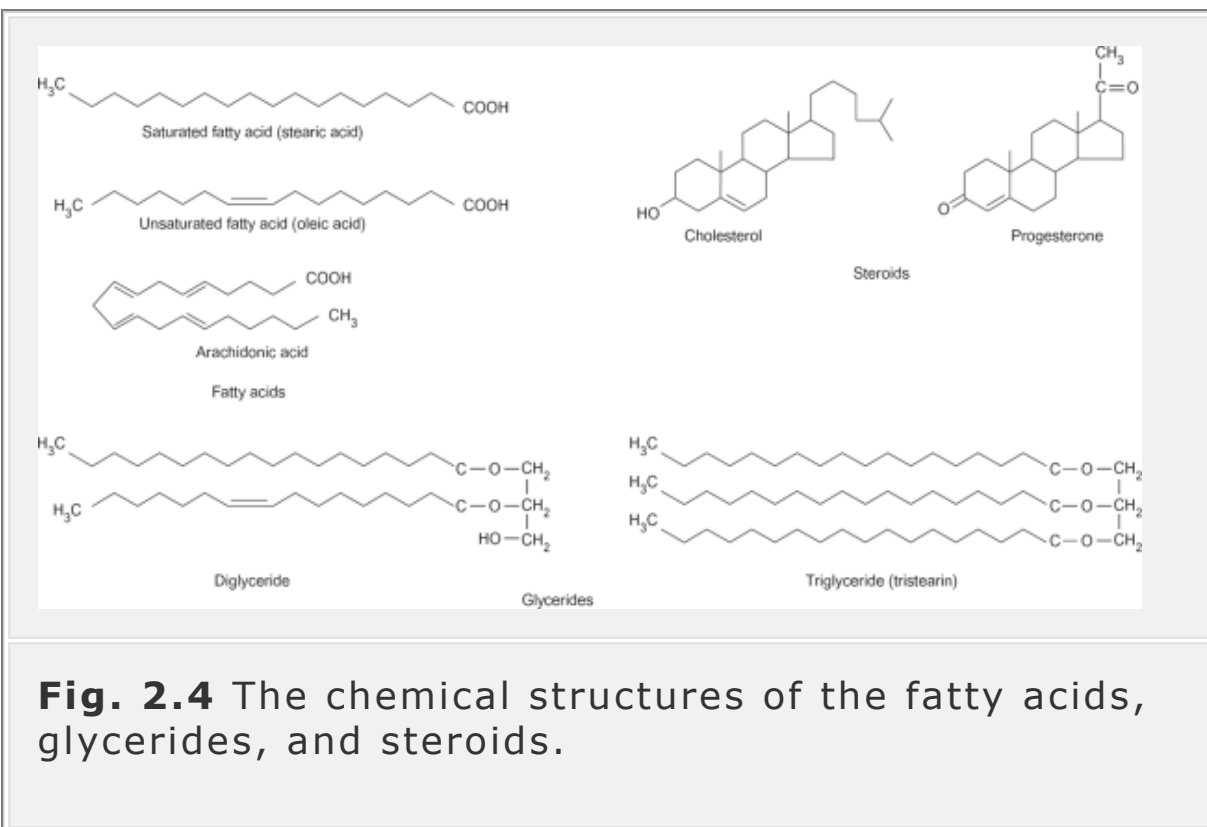 H3C
COOH
Saturated fatty acid (stearic acid)
H3C
COOH
Unsaturated fatty acid (oleic acid)
COOH
CH3
Arachidonic acid
Fatty acids
CH3
C=O
HO
Cholesterol
O
Progesterone
Steroids
H3C
C-O-CH2
H3C
C-O-CH2
HO-CH2
Diglyceride
H3C
C-O-CH2
H3C
C-O-CH2
H3C
C-O-CH2
Triglyceride (tristearin)
Glycerides
Fig. 2.4 The chemical structures of the fatty acids,
glycerides, and steroids.